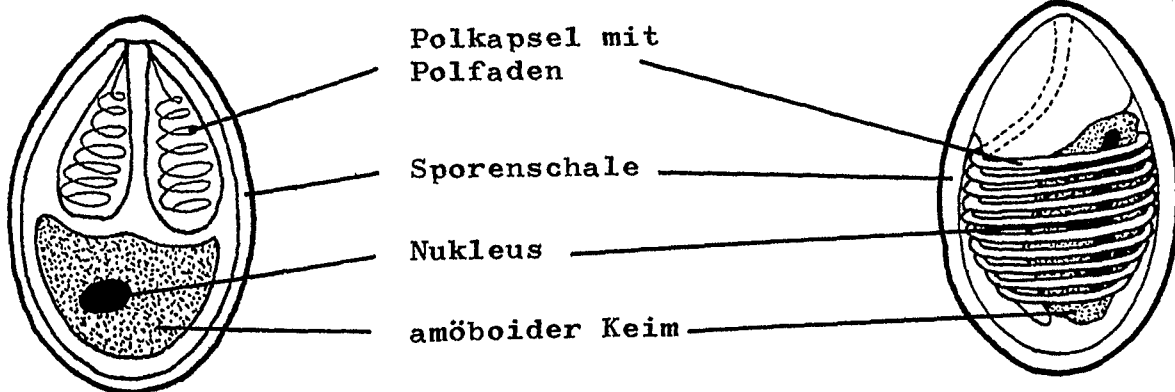 Polkapsel mit
Polfaden
Sporenschale
Nukleus
amöboider Keim